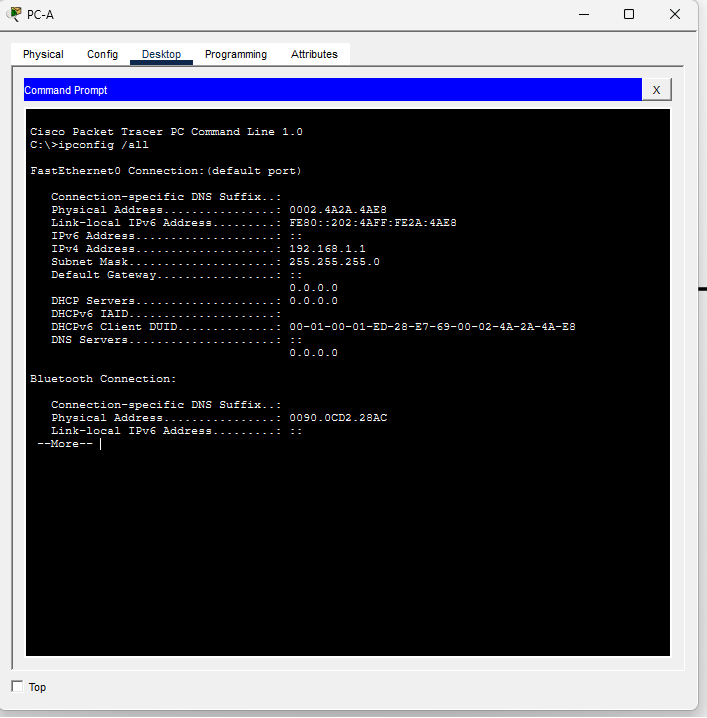 PC-A
Physical Config Desktop Programming Attributes
Command Prompt X
Cisco Packet Tracer PC Command Line 1.0
C:\>ipconfig /all
FastEthernet0 Connection:(default port)
Connection-specific DNS Suffix..:
Physical Address................: 0002.4A2A.4AE8
Link-local IPv6 Address.........: FE80::202:4AFF:FE2A:4AE8
IPv6 Address....................: ::
IPv4 Address....................: 192.168.1.1
Subnet Mask.....................: 255.255.255.0
Default Gateway.................: ::
0.0.0.0
DHCP Servers....................: 0.0.0.0
DHCPv6 IAID.....................:
DHCPv6 Client DUID..............: 00-01-00-01-ED-28-E7-69-00-02-4A-2A-4A-E8
DNS Servers.....................: ::
0.0.0.0
Bluetooth Connection:
Connection-specific DNS Suffix..:
Physical Address................: 0090.0CD2.28AC
Link-local IPv6 Address.........: ::
--More--
Top